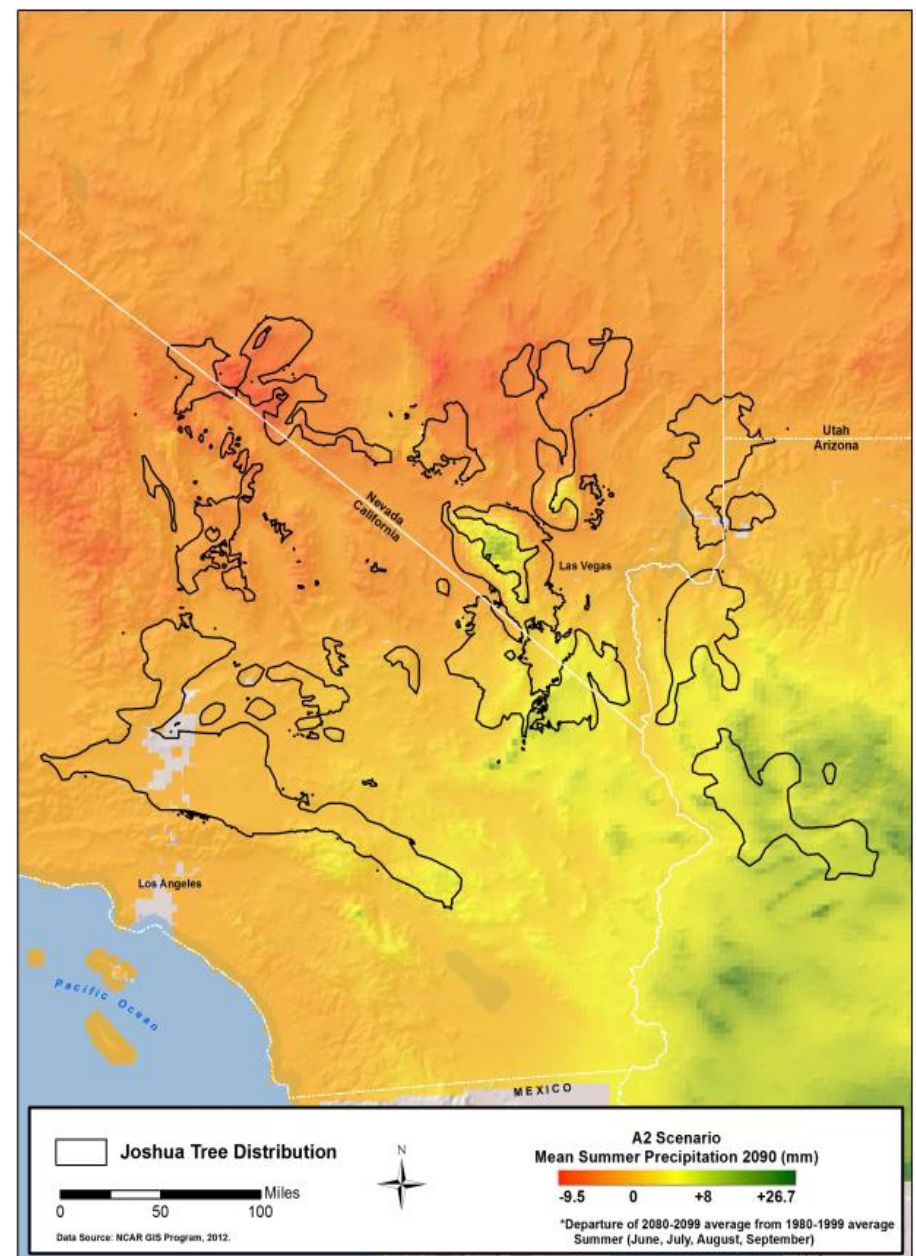 Utah
Arizona
Nevada
California
Las Vegas
Los Angeles
Pacific Ocean
MEXICO
Joshua Tree Distribution
Miles
0 50 100
Data Source: NCAR GIS Program, 2012.
N
A2 Scenario
Mean Summer Precipitation 2090 (mm)
-9.5 0 +8 +26.7
*Departure of 2080-2099 average from 1980-1999 average
Summer (June, July, August, September)